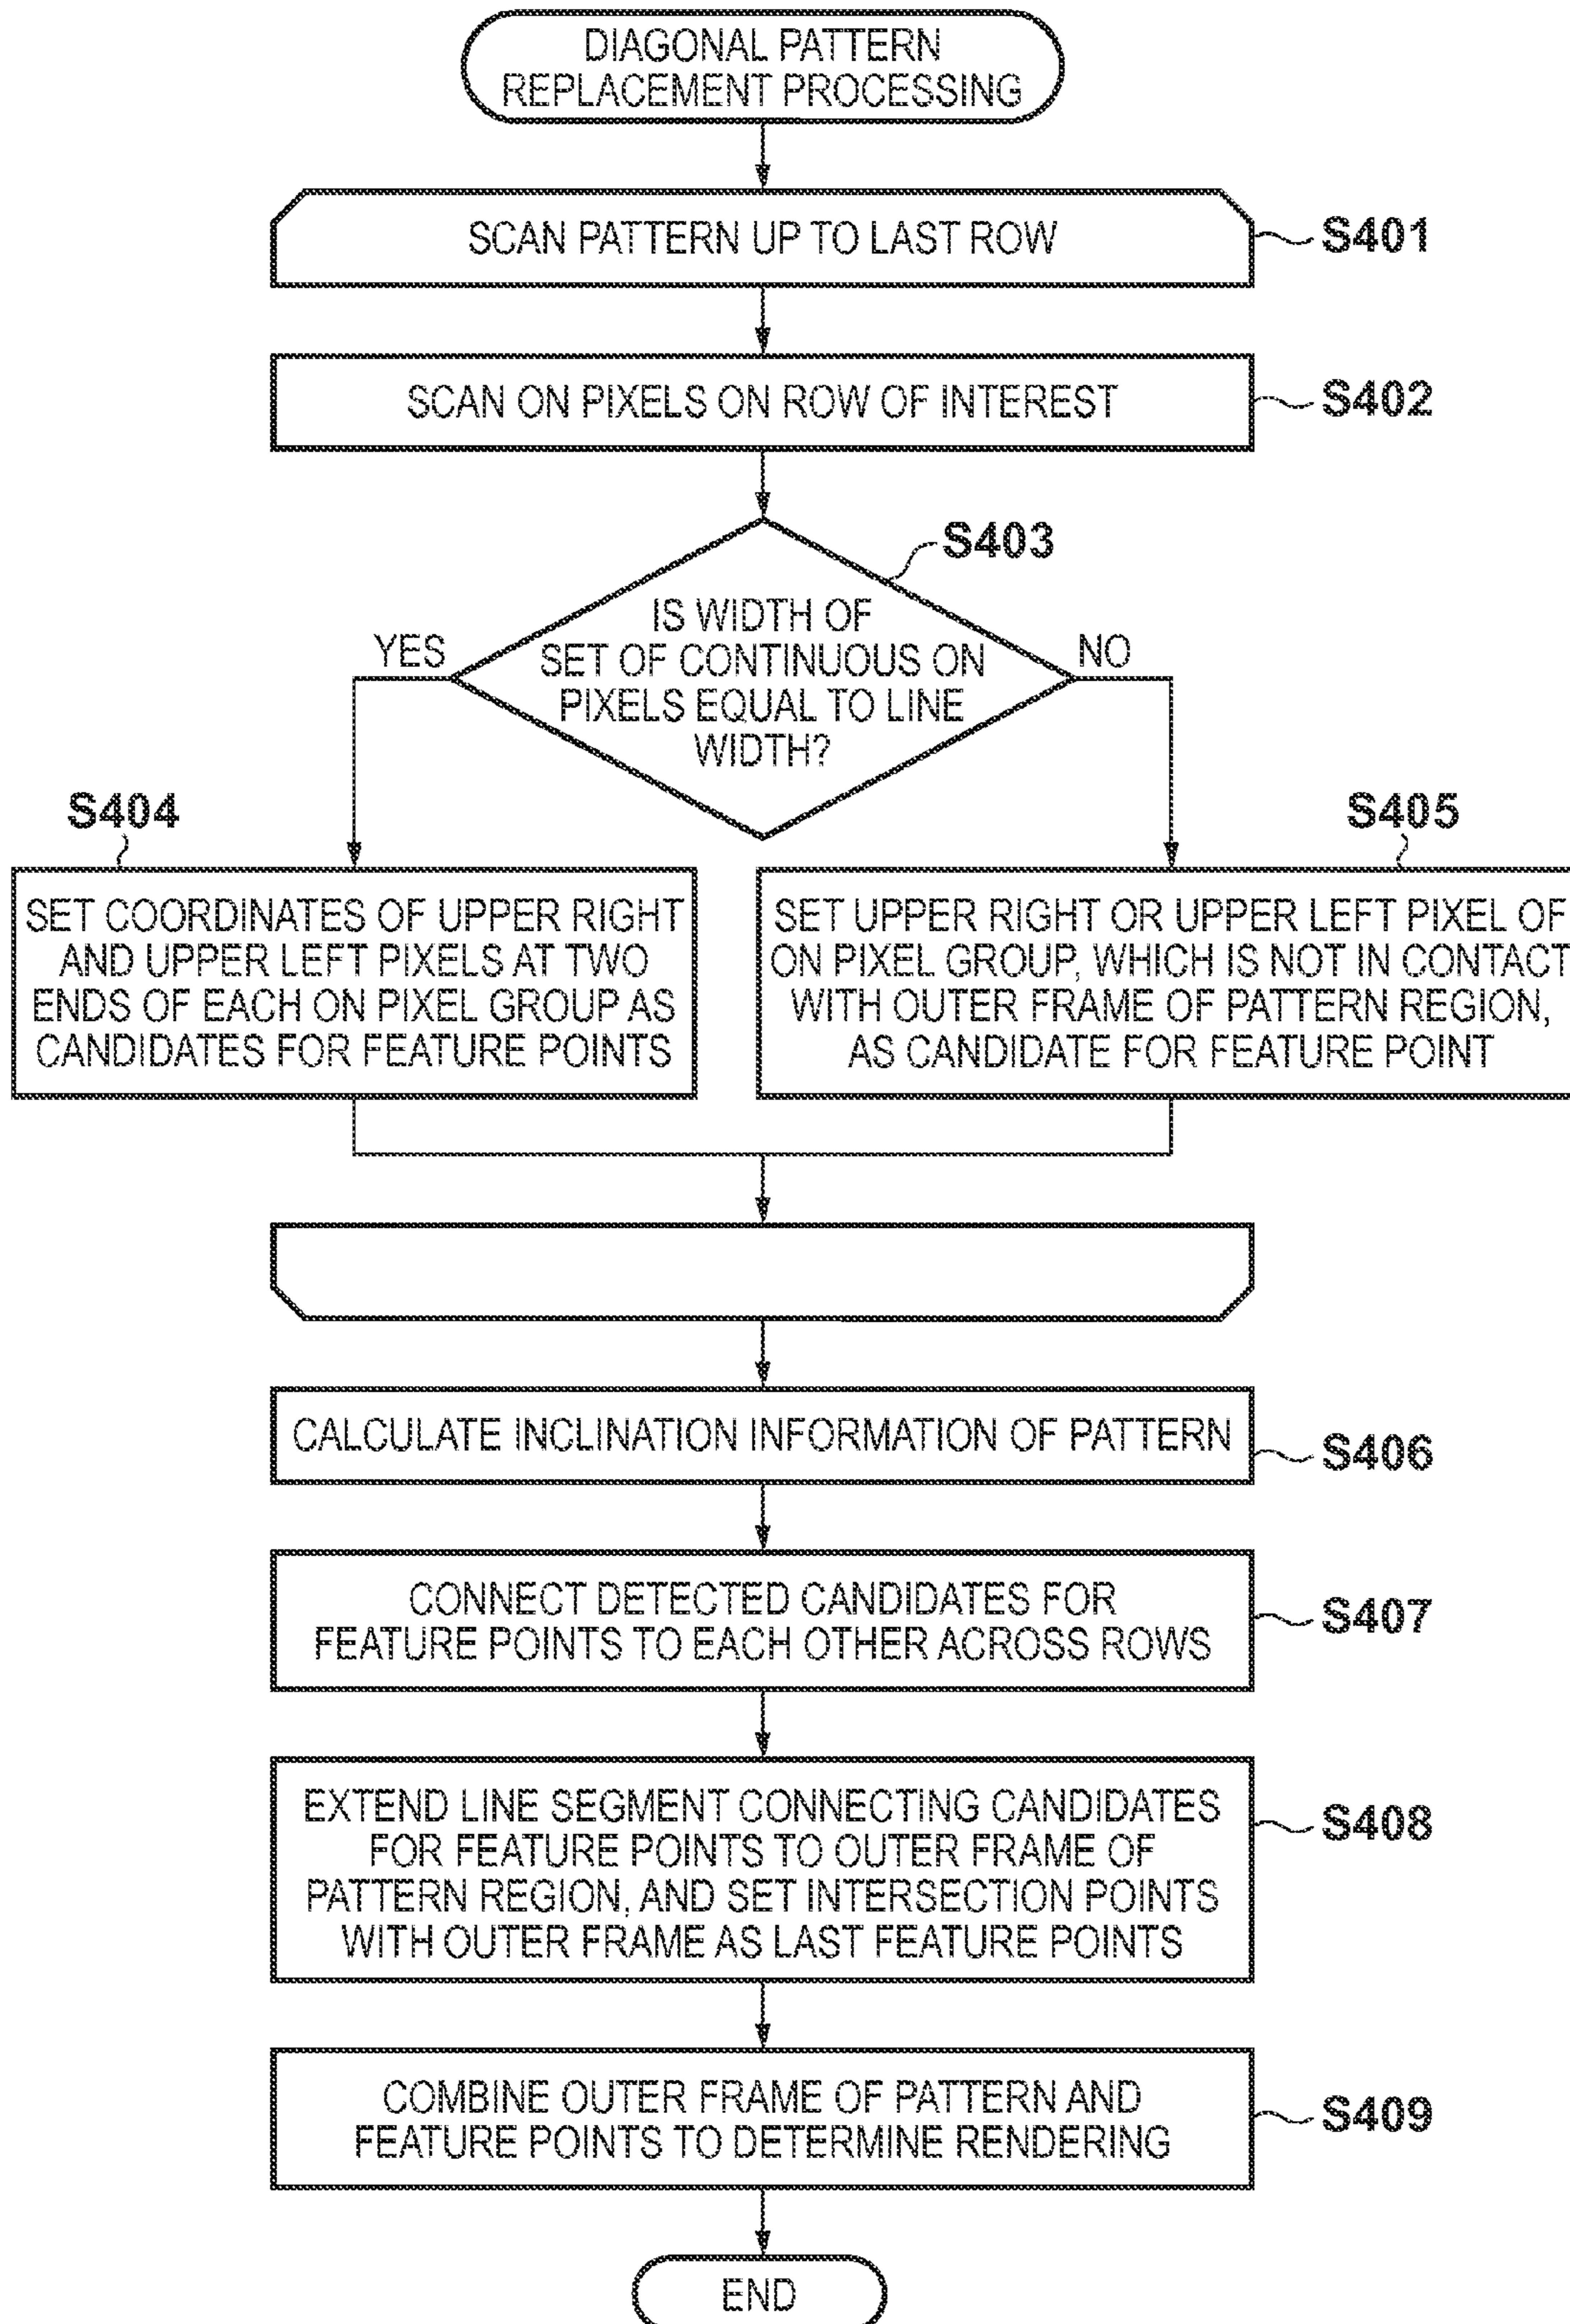 DIAGONAL PATTERN
REPLACEMENT PROCESSING
SCAN PATTERN UP TO LAST ROW
S401
SCAN ON PIXELS ON ROW OF INTEREST
S402
S403
IS WIDTH OF
SET OF CONTINUOUS ON
PIXELS EQUAL TO LINE
WIDTH?
YES
NO
S404
SET COORDINATES OF UPPER RIGHT
AND UPPER LEFT PIXELS AT TWO
ENDS OF EACH ON PIXEL GROUP AS
CANDIDATES FOR FEATURE POINTS
S405
SET UPPER RIGHT OR UPPER LEFT PIXEL OF
ON PIXEL GROUP, WHICH IS NOT IN CONTACT
WITH OUTER FRAME OF PATTERN REGION,
AS CANDIDATE FOR FEATURE POINT
CALCULATE INCLINATION INFORMATION OF PATTERN
S406
CONNECT DETECTED CANDIDATES FOR
FEATURE POINTS TO EACH OTHER ACROSS ROWS
S407
EXTEND LINE SEGMENT CONNECTING CANDIDATES
FOR FEATURE POINTS TO OUTER FRAME OF
PATTERN REGION, AND SET INTERSECTION POINTS
WITH OUTER FRAME AS LAST FEATURE POINTS
S408
COMBINE OUTER FRAME OF PATTERN AND
FEATURE POINTS TO DETERMINE RENDERING
S409
END